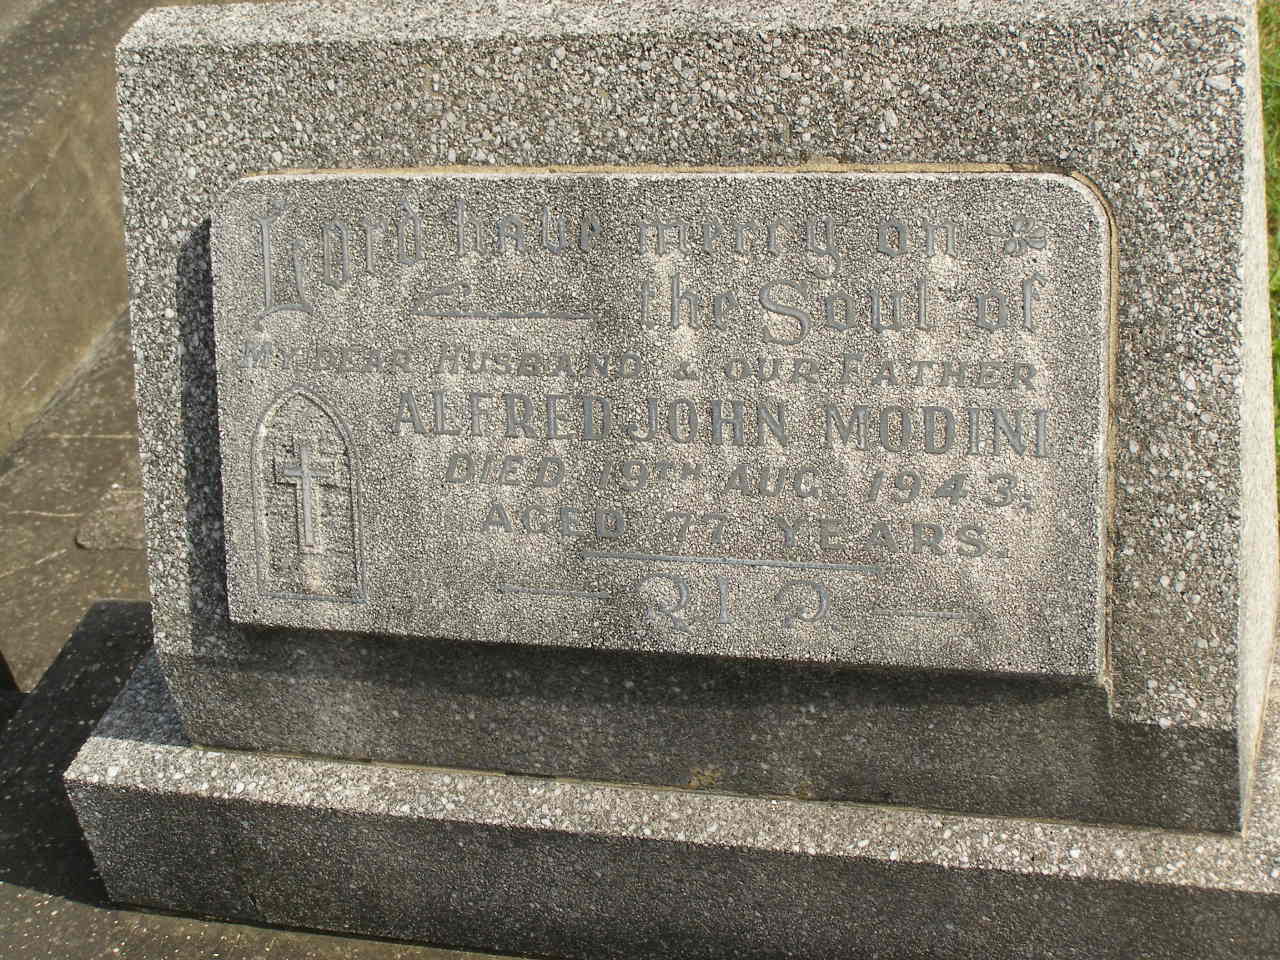 Lord have mercy on
the Soul of
MY DEAR HUSBAND & OUR FATHER
ALFRED JOHN MODINI
DIED 19TH AUG. 1943.
AGED 77 YEARS.
R.I.P.